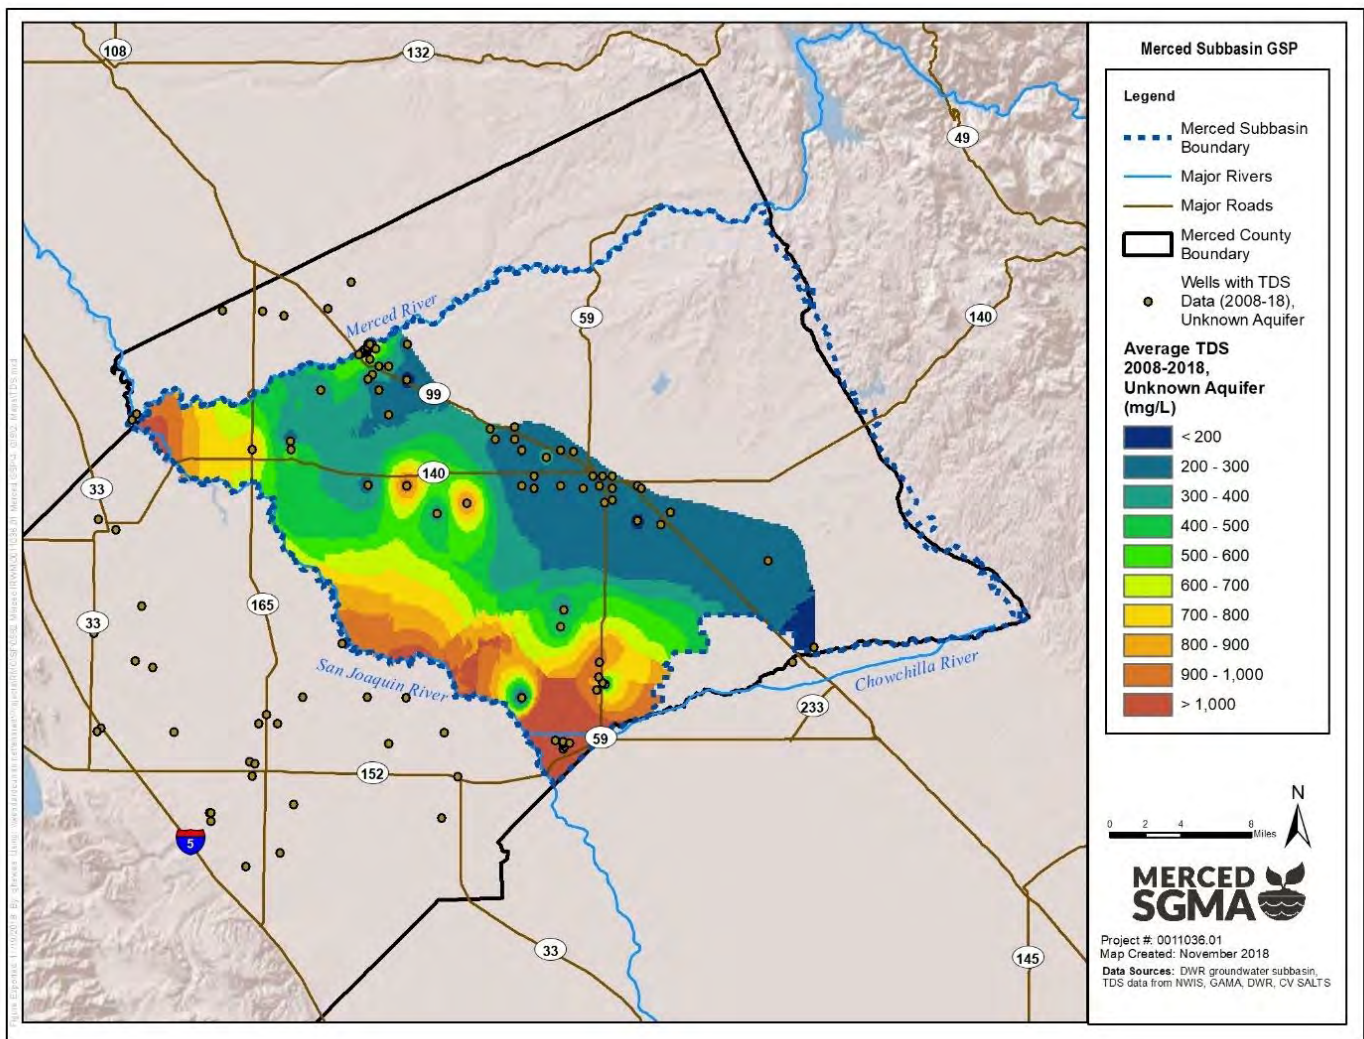 Merced Subbasin GSP
Legend
Merced Subbasin
Boundary
Major Rivers
Major Roads
Merced County
Boundary
Wells with TDS
Data (2008-18),
Unknown Aquifer
Average TDS
2008-2018,
Unknown Aquifer
(mg/L)
< 200
200 - 300
300 - 400
400 - 500
500 - 600
600 - 700
700 - 800
800 - 900
900 - 1,000
> 1,000
N
0 2 4 8
Miles
MERCED
SGMA
Project #: 0011036.01
Map Created: November 2018
Data Sources: DWR groundwater subbasin,
TDS data from NWIS, GAMA, DWR, CV SALTS
108
132
49
Merced River
59
140
99
140
33
165
33
San Joaquin River
Chowchilla River
233
59
152
5
33
145